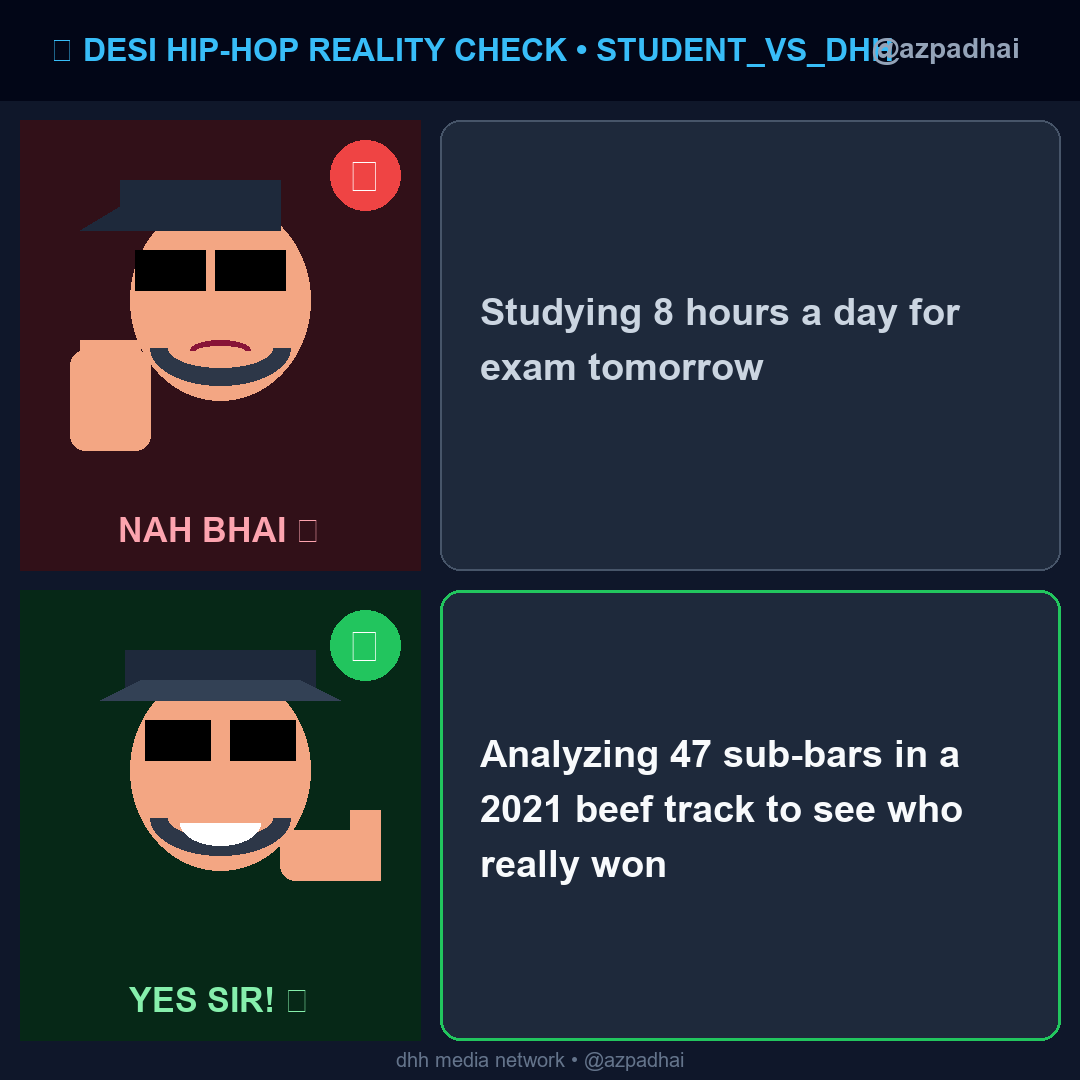 DESI HIP-HOP REALITY CHECK • STUDENT_VS_DHH
@azpadhai
Studying 8 hours a day for
exam tomorrow
NAH BHAI
Analyzing 47 sub-bars in a
2021 beef track to see who
really won
YES SIR!
dhh media network • @azpadhai